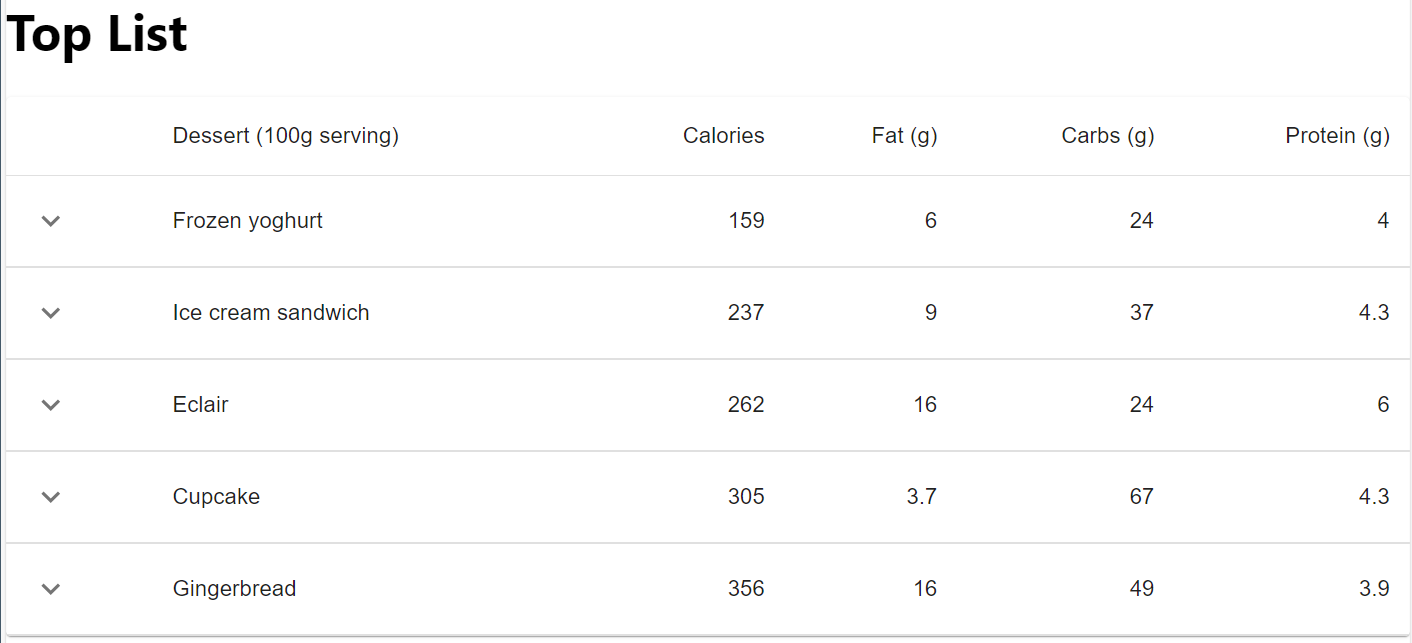 Top List
Dessert (100g serving) Calories Fat (g) Carbs (g) Protein (g)
Frozen yoghurt 159 6 24 4
Ice cream sandwich 237 9 37 4.3
Eclair 262 16 24 6
Cupcake 305 3.7 67 4.3
Gingerbread 356 16 49 3.9